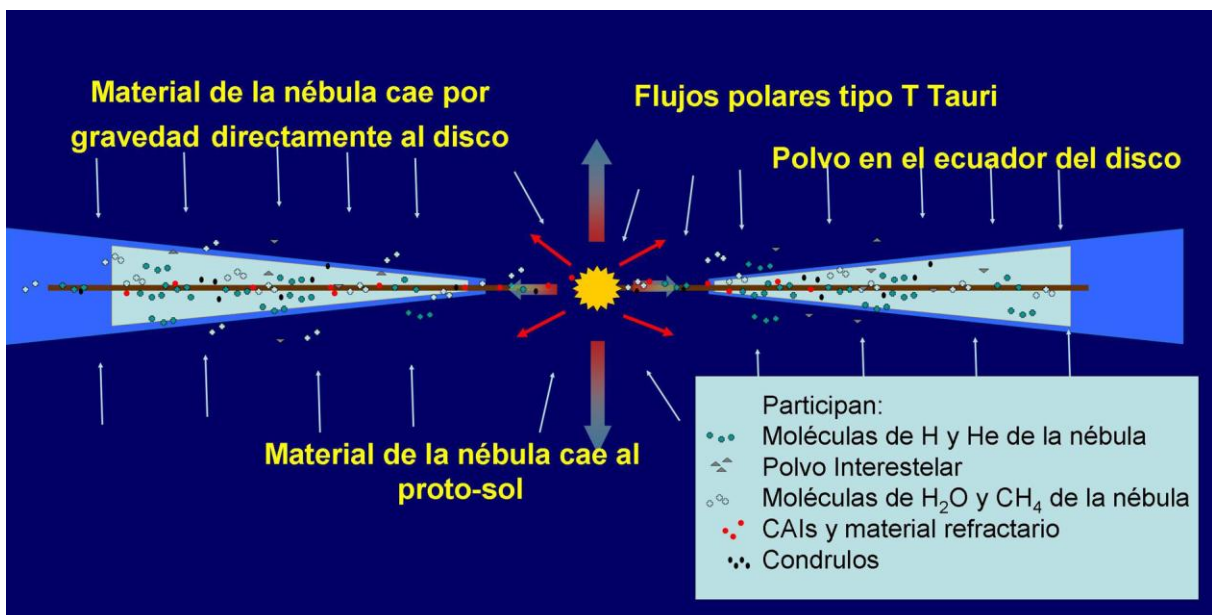 Material de la nébula cae por
gravedad directamente al disco
Flujos polares tipo T Tauri
Polvo en el ecuador del disco
Material de la nébula cae al
proto-sol
Participan:
Moléculas de H y He de la nébula
Polvo Interestelar
Moléculas de H₂O y CH₄ de la nébula
CAIs y material refractario
Condrulos